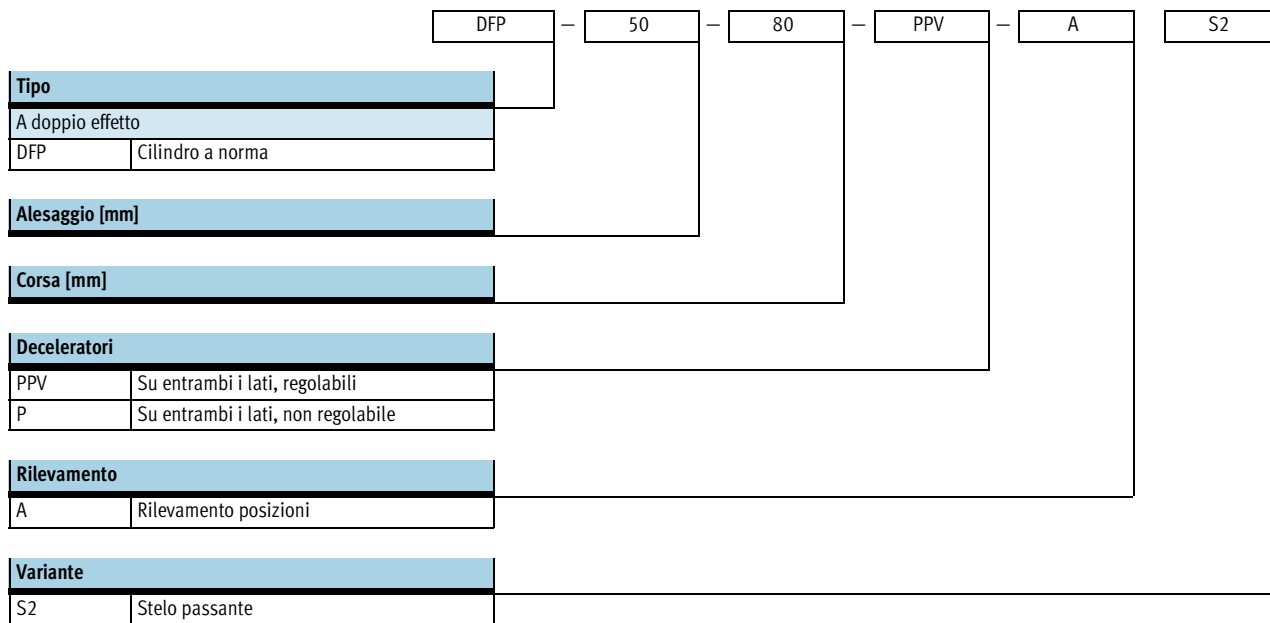 DFP – 50 – 80 – PPV – A S2
Tipo
A doppio effetto
DFP Cilindro a norma
Alesaggio [mm]
Corsa [mm]
Deceleratori
PPV Su entrambi i lati, regolabili
P Su entrambi i lati, non regolabile
Rilevamento
A Rilevamento posizioni
Variante
S2 Stelo passante